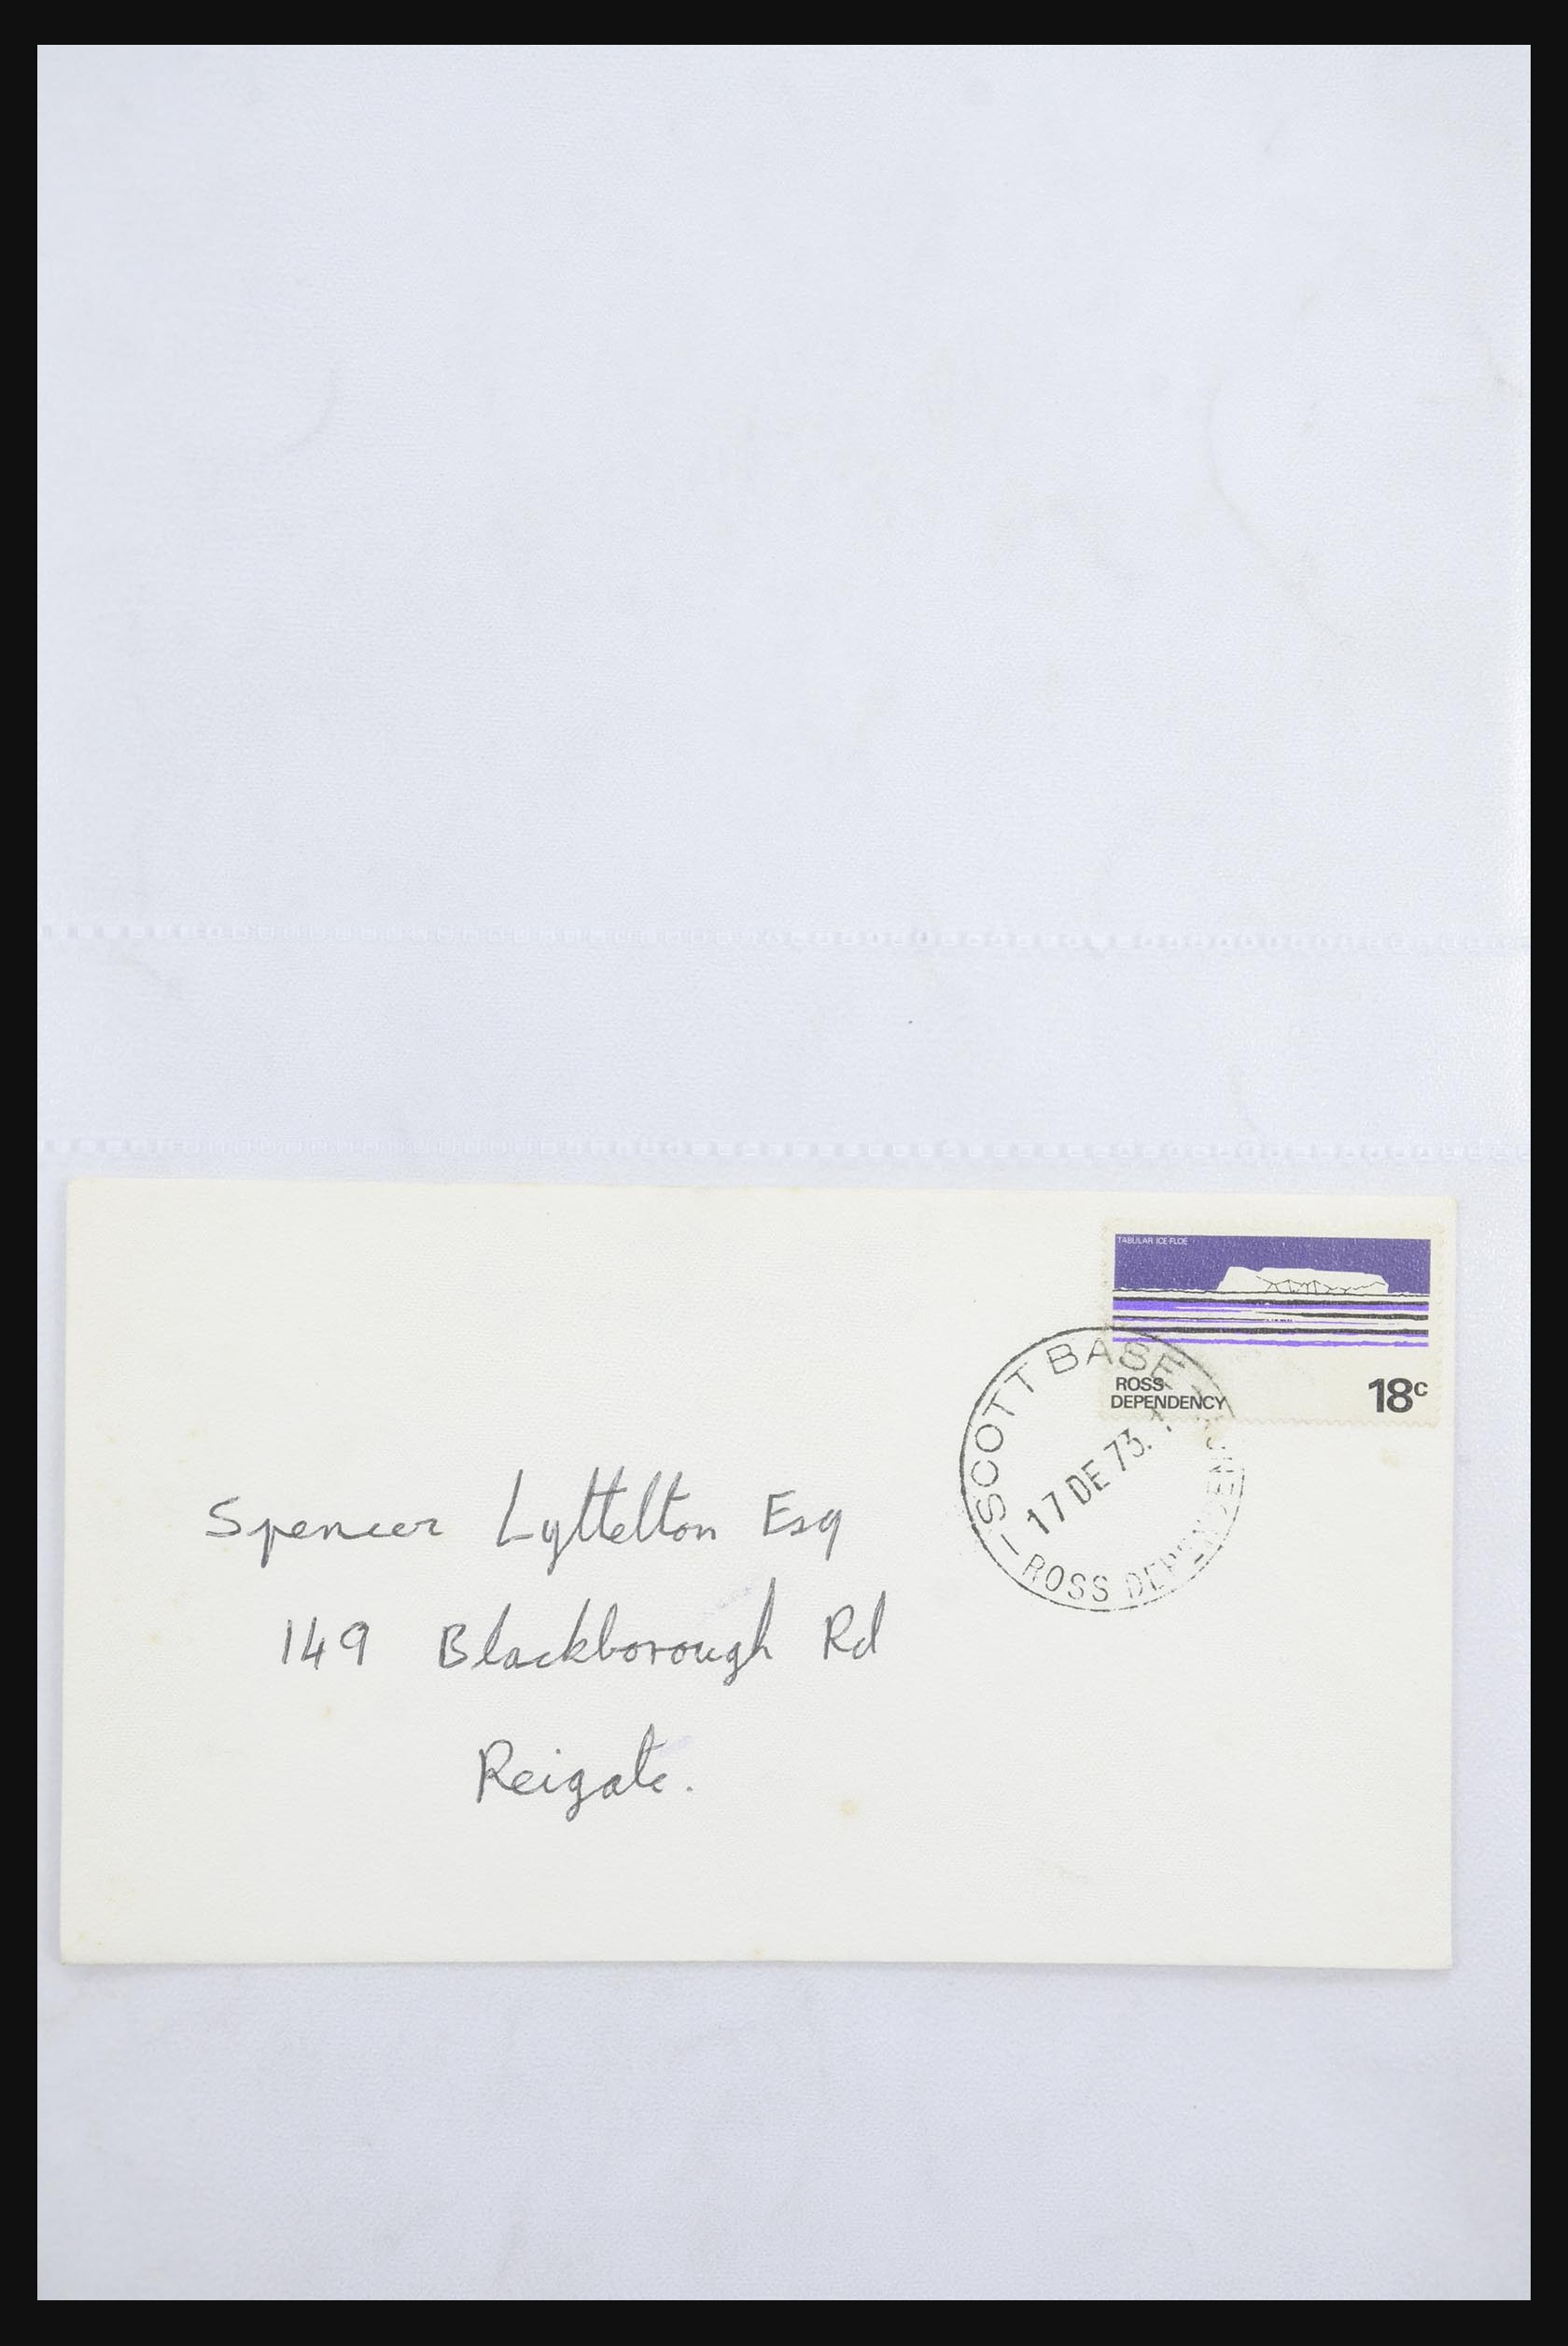 TABULAR ICE-FLOE
ROSS
DEPENDENCY
18c
SCOTT BASE
17 DE 73
ROSS DEPENDENCY
Spencer Lyttelton Esq
149 Blackborough Rd
Reigate.